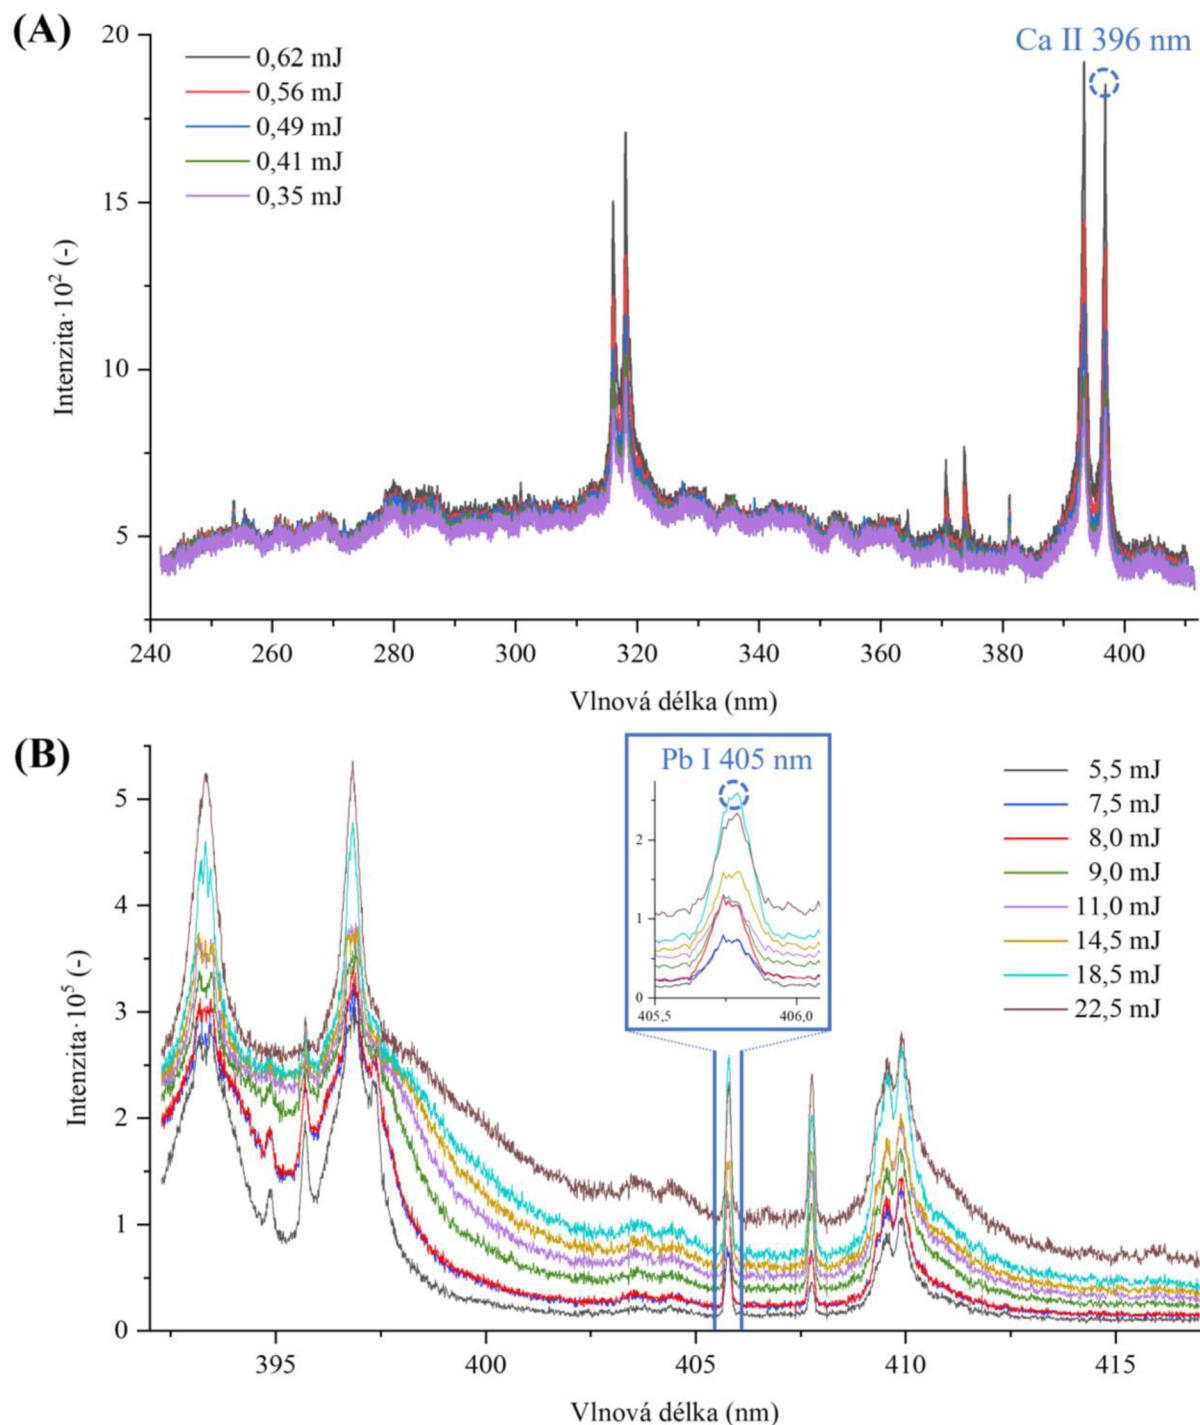 (A)
20
15
10
5
Intenzita·10² (-)
0,62 mJ
0,56 mJ
0,49 mJ
0,41 mJ
0,35 mJ
Ca II 396 nm
240 260 280 300 320 340 360 380 400
Vlnová délka (nm)
(B)
5
4
3
2
1
0
Intenzita·10⁵ (-)
Pb I 405 nm
2
1
0
405,5 406,0
5,5 mJ
7,5 mJ
8,0 mJ
9,0 mJ
11,0 mJ
14,5 mJ
18,5 mJ
22,5 mJ
395 400 405 410 415
Vlnová délka (nm)